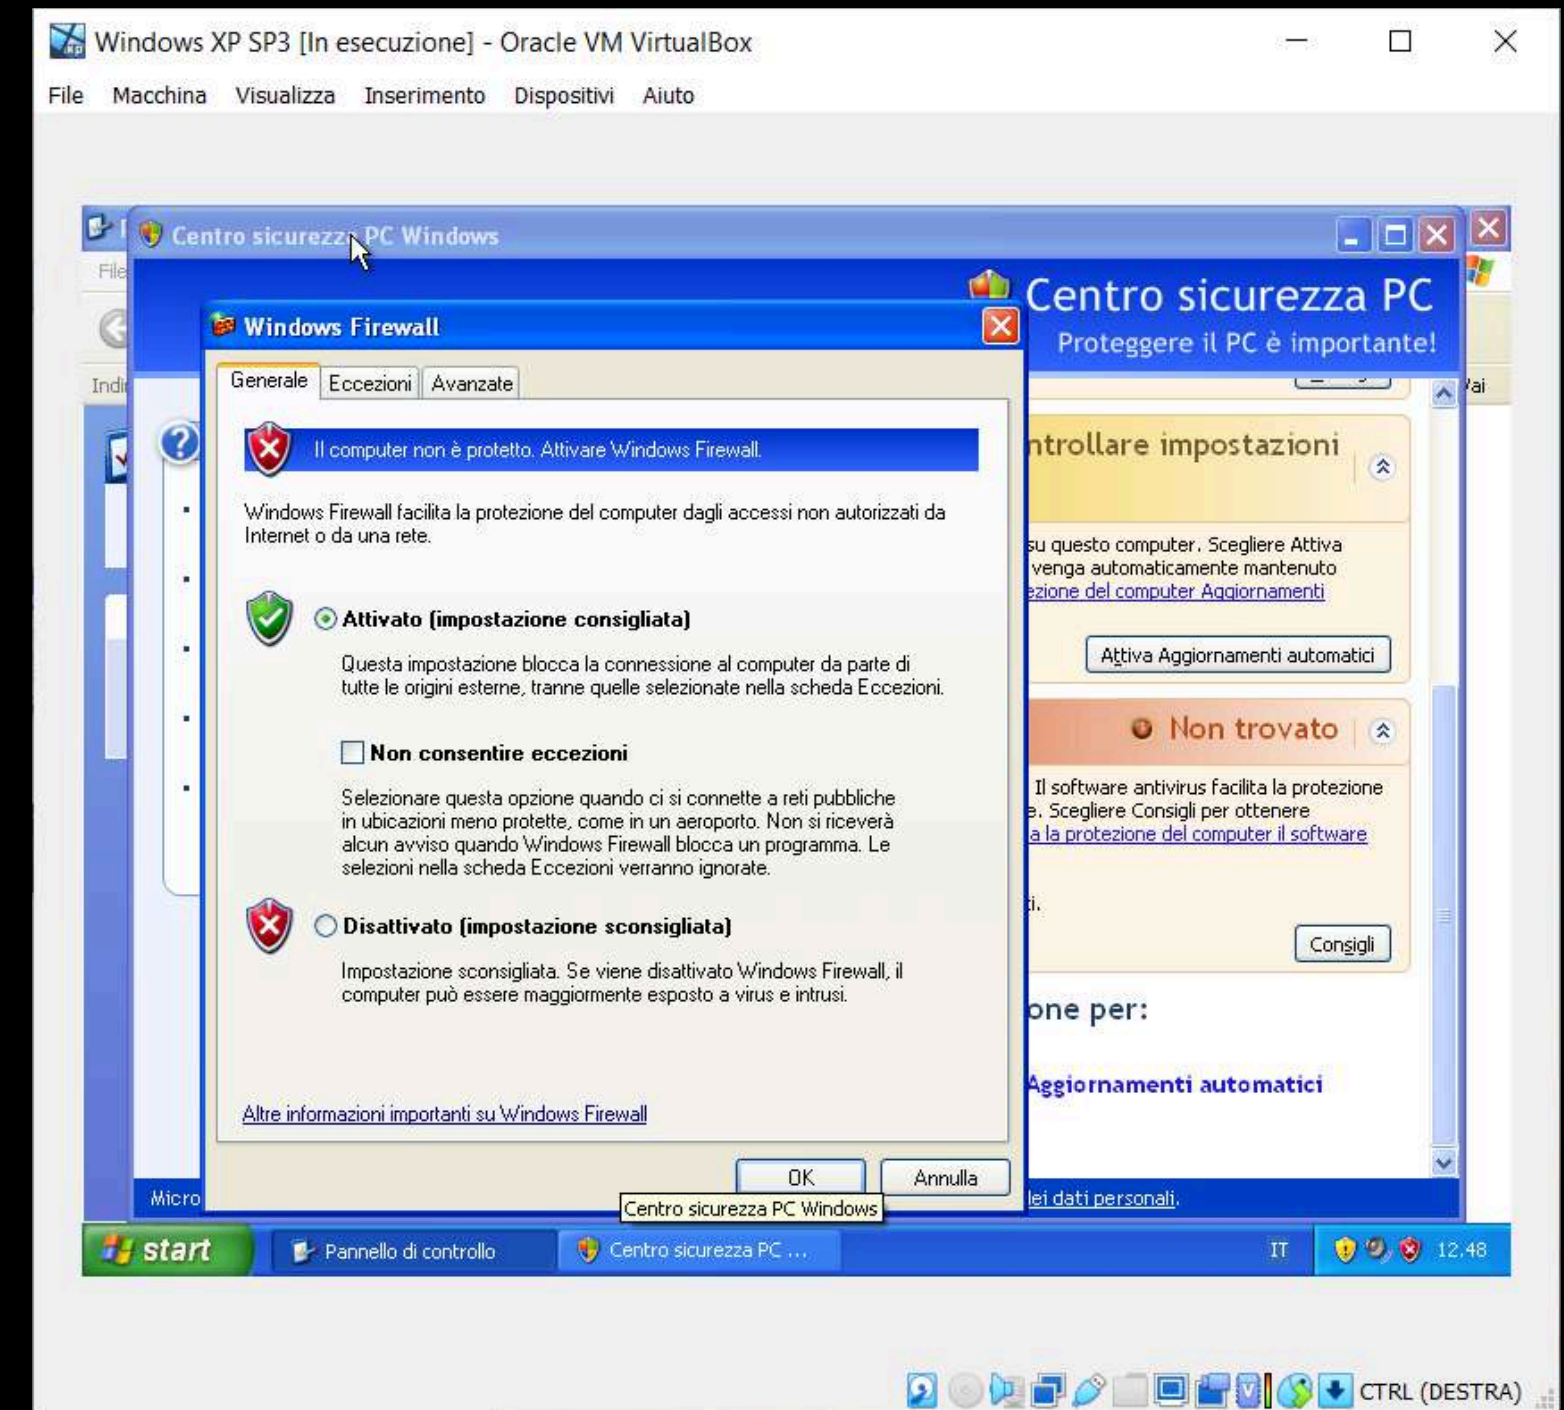 Windows XP SP3 [In esecuzione] - Oracle VM VirtualBox
File Macchina Visualizza Inserimento Dispositivi Aiuto
Centro sicurezza PC Windows
File
Centro sicurezza PC
Proteggere il PC è importante!
Windows Firewall
Indi
Vai
Generale Eccezioni Avanzate
Il computer non è protetto. Attivare Windows Firewall.
Windows Firewall facilita la protezione del computer dagli accessi non autorizzati da
Internet o da una rete.
Attivato (impostazione consigliata)
Questa impostazione blocca la connessione al computer da parte di
tutte le origini esterne, tranne quelle selezionate nella scheda Eccezioni.
Non consentire eccezioni
Selezionare questa opzione quando ci si connette a reti pubbliche
in ubicazioni meno protette, come in un aeroporto. Non si riceverà
alcun avviso quando Windows Firewall blocca un programma. Le
selezioni nella scheda Eccezioni verranno ignorate.
Disattivato (impostazione sconsigliata)
Impostazione sconsigliata. Se viene disattivato Windows Firewall, il
computer può essere maggiormente esposto a virus e intrusi.
Altre informazioni importanti su Windows Firewall
OK Annulla
ntrollare impostazioni
su questo computer. Scegliere Attiva
venga automaticamente mantenuto
ezione del computer Aggiornamenti
Attiva Aggiornamenti automatici
Non trovato
Il software antivirus facilita la protezione
e. Scegliere Consigli per ottenere
a la protezione del computer il software
ti.
Consigli
one per:
Aggiornamenti automatici
Micro
lei dati personali.
Centro sicurezza PC Windows
start Pannello di controllo Centro sicurezza PC ... IT 12.48
CTRL (DESTRA)